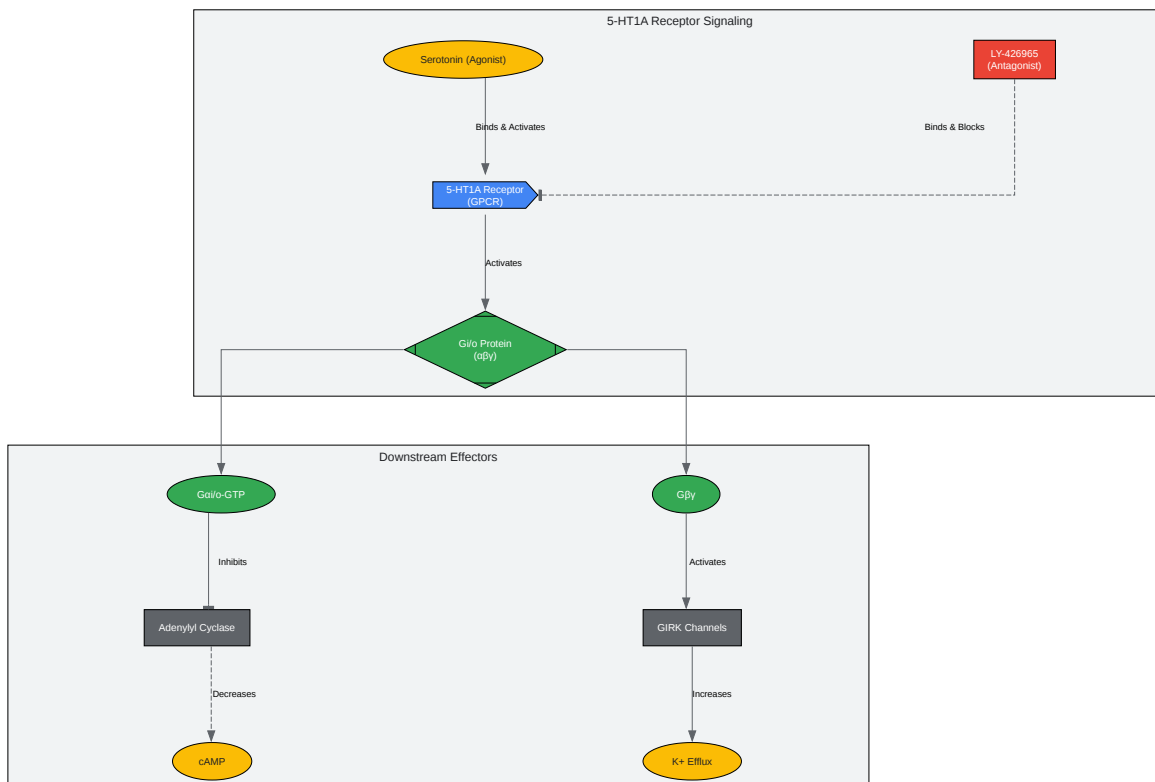 5-HT1A Receptor Signaling
Serotonin (Agonist)
LY-426965
(Antagonist)
Binds & Activates
Binds & Blocks
5-HT1A Receptor
(GPCR)
Activates
Gi/o Protein
(αβγ)
Downstream Effectors
Gαi/o-GTP
Gβγ
Inhibits
Activates
Adenylyl Cyclase
GIRK Channels
Decreases
Increases
cAMP
K+ Efflux